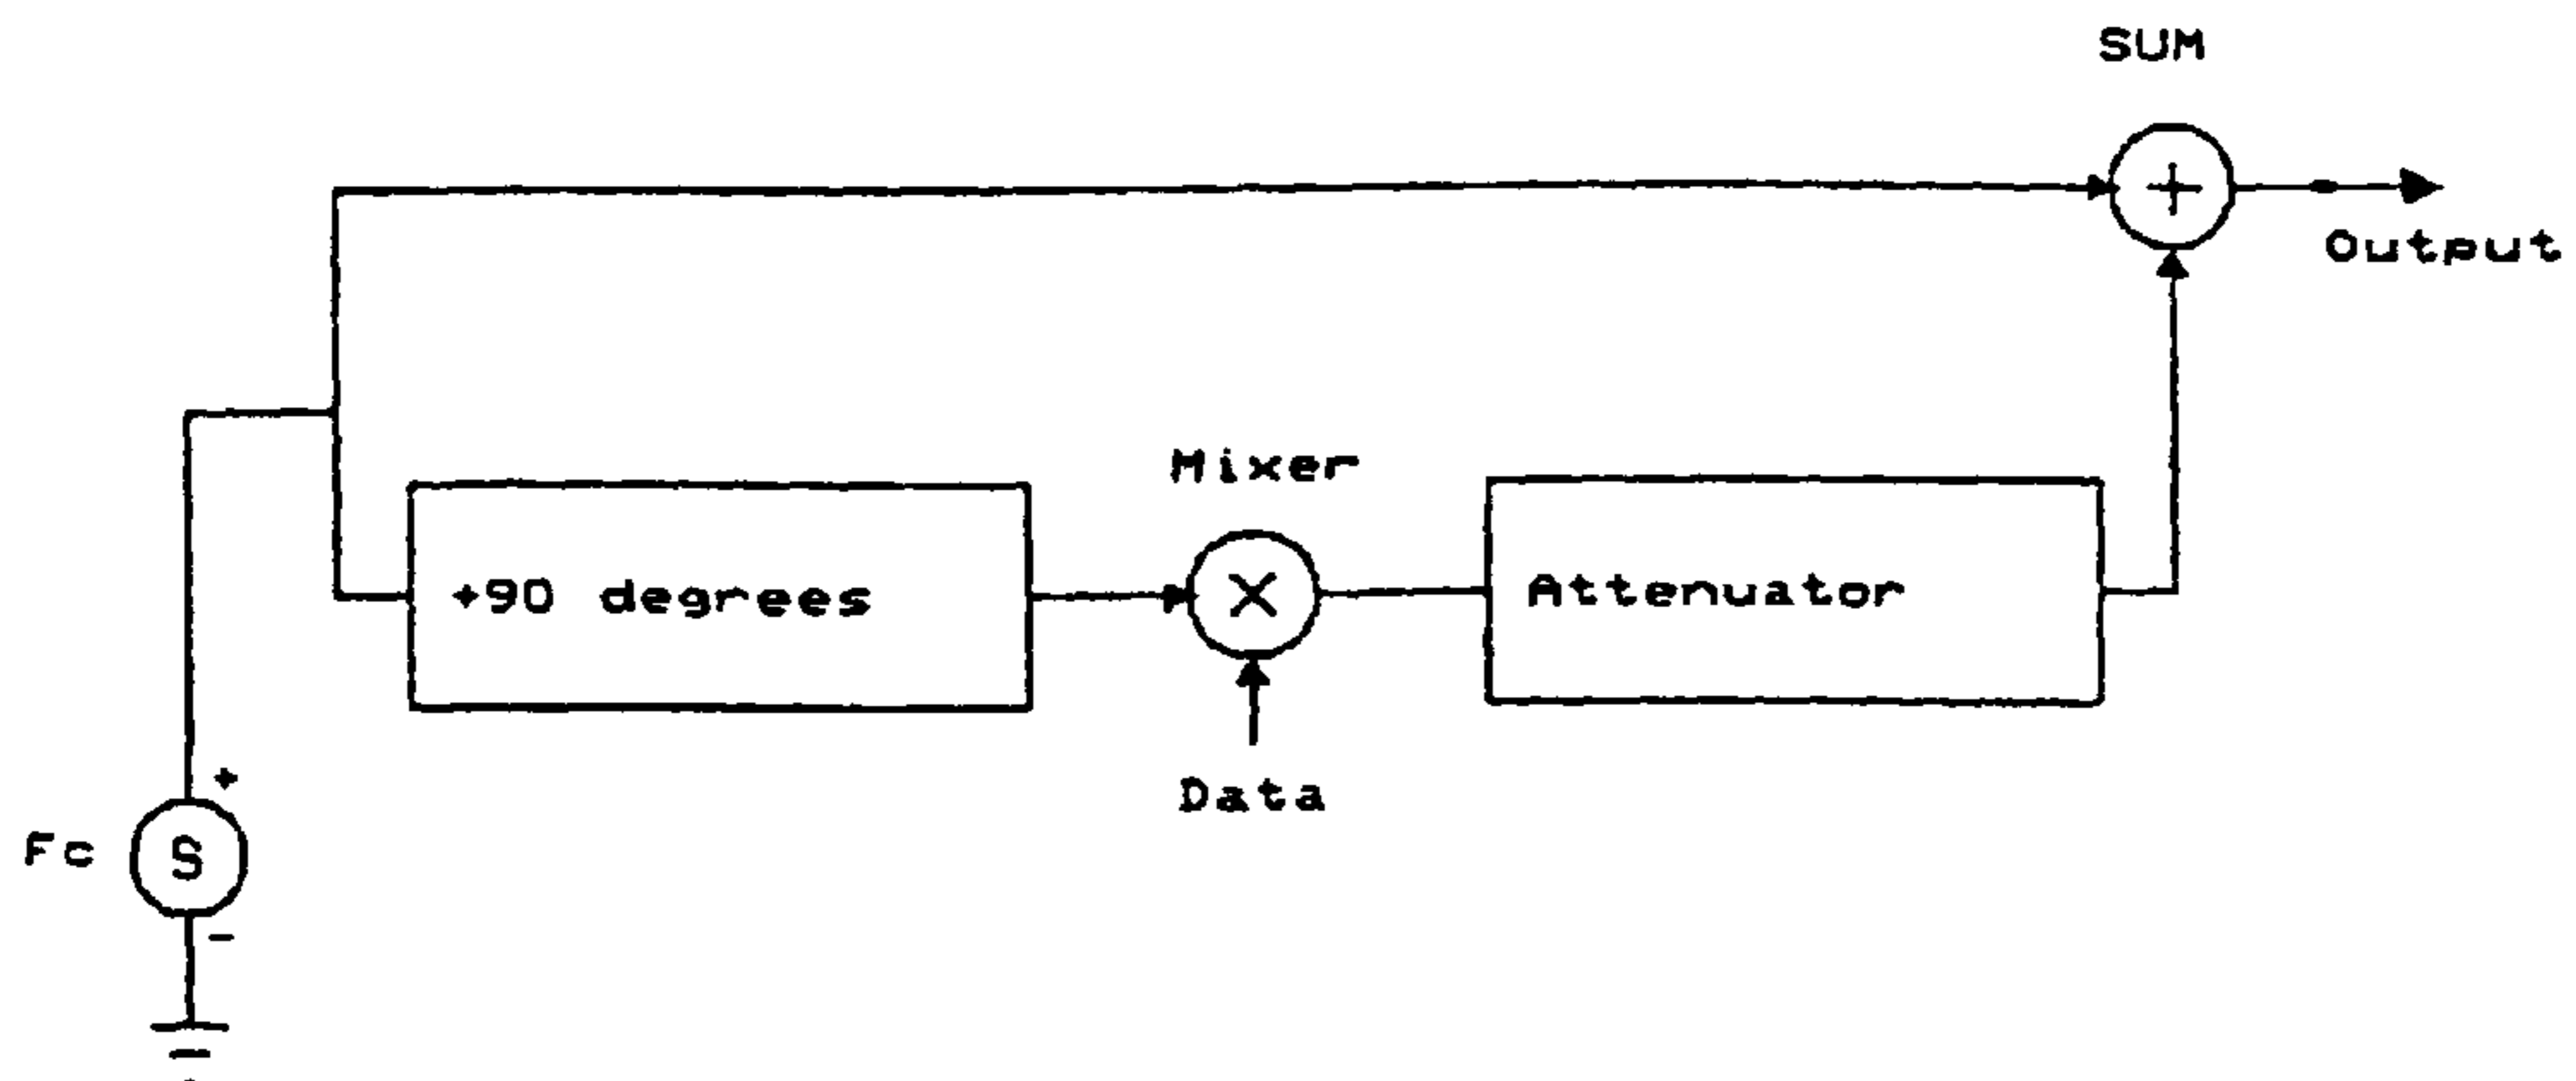 SUM
+
Output
Mixer
+90 degrees
X
Attenuator
Data
+
Fc
S
-